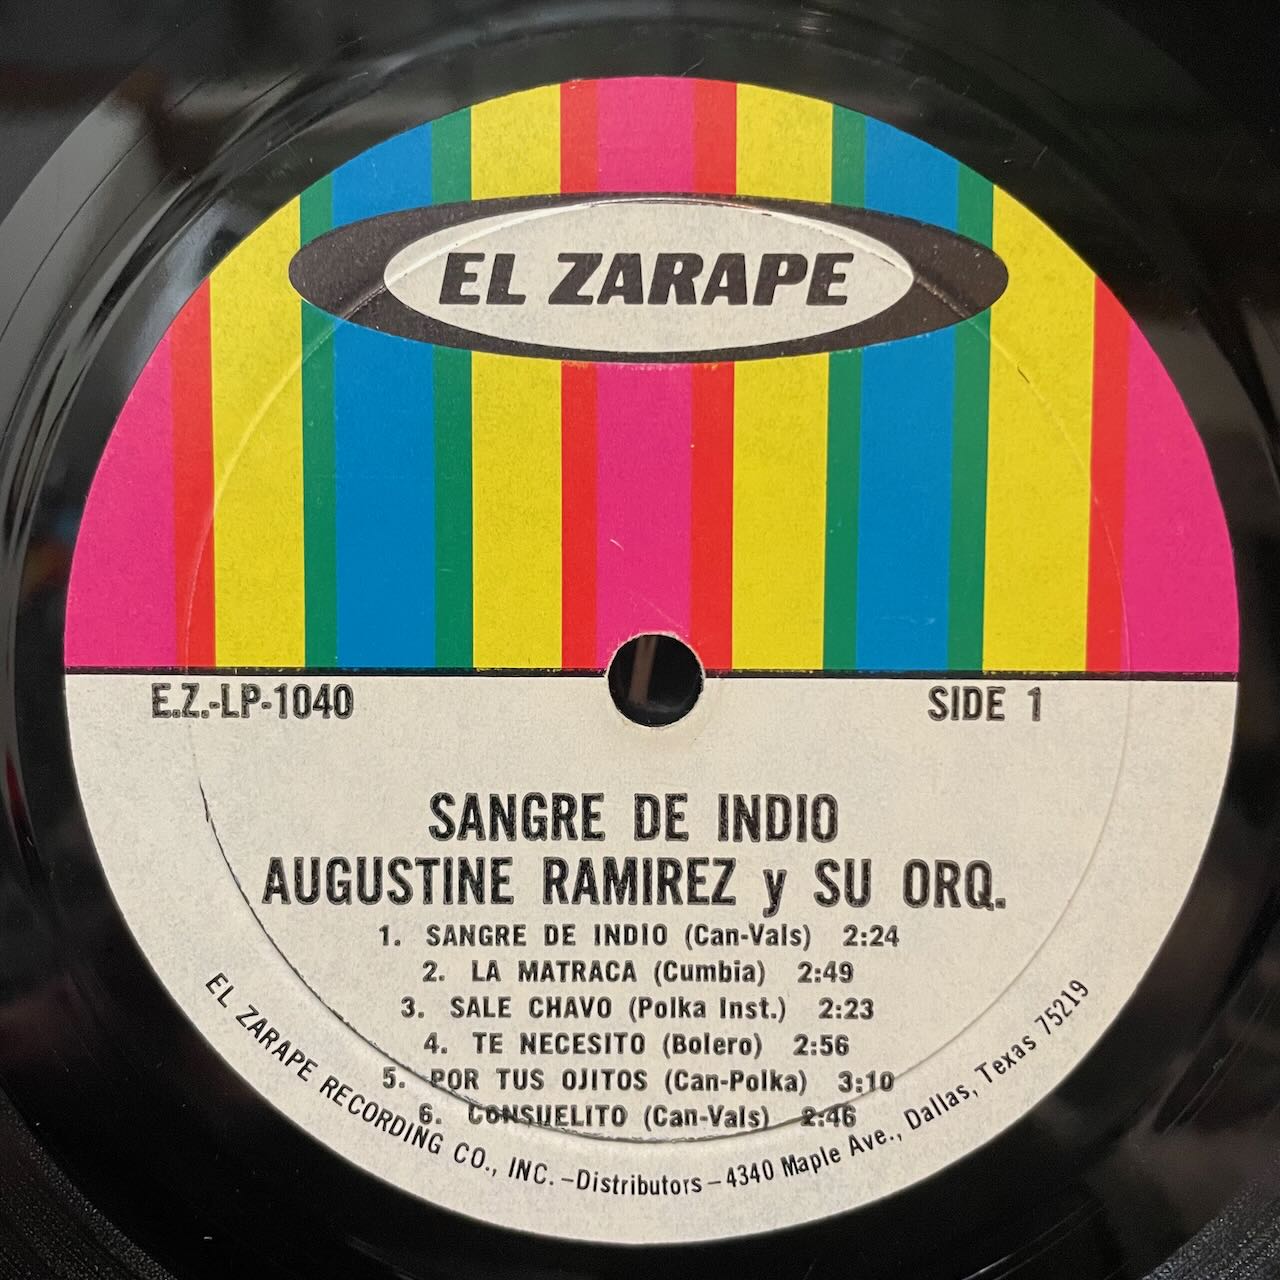 EL ZARAPE
E.Z.-LP-1040
SIDE 1
SANGRE DE INDIO
AUGUSTINE RAMIREZ y SU ORQ.
1. SANGRE DE INDIO (Can-Vals) 2:24
2. LA MATRACA (Cumbia) 2:49
3. SALE CHAVO (Polka Inst.) 2:23
4. TE NECESITO (Bolero) 2:56
5. POR TUS OJITOS (Can-Polka) 3:10
6. CONSUELITO (Can-Vals) 2:46
EL ZARAPE RECORDING CO., INC. –Distributors – 4340 Maple Ave., Dallas, Texas 75219